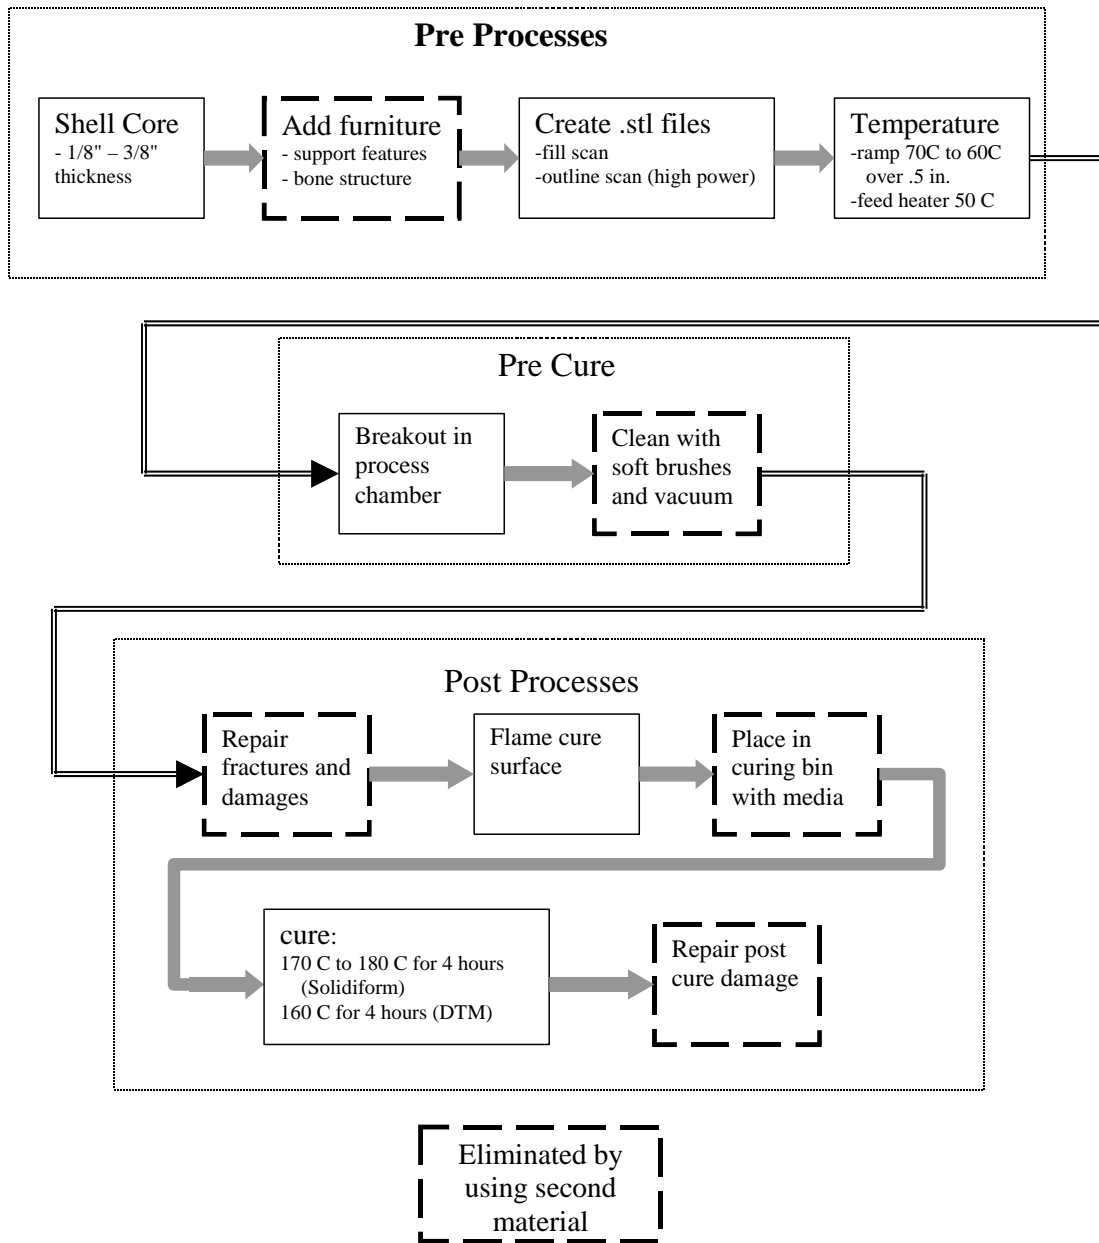 Pre Processes
Shell Core
- 1/8" – 3/8"
thickness
Add furniture
- support features
- bone structure
Create .stl files
-fill scan
-outline scan (high power)
Temperature
-ramp 70C to 60C
over .5 in.
-feed heater 50 C
Pre Cure
Breakout in
process
chamber
Clean with
soft brushes
and vacuum
Post Processes
Repair
fractures and
damages
Flame cure
surface
Place in
curing bin
with media
cure:
170 C to 180 C for 4 hours
(Solidiform)
160 C for 4 hours (DTM)
Repair post
cure damage
Eliminated by
using second
material